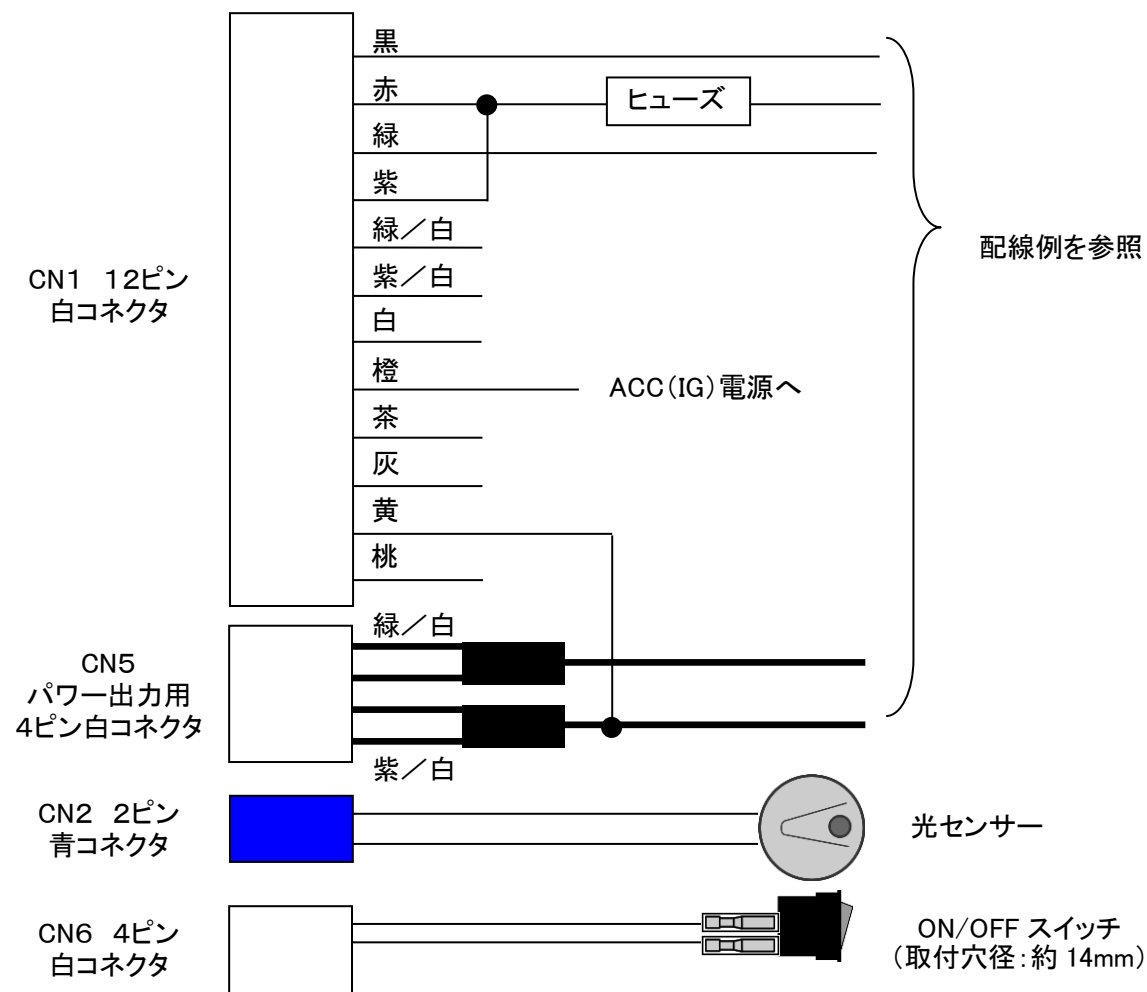 黒
赤
ヒューズ
緑
紫
緑／白
紫／白
白
橙
ACC（IG）電源へ
茶
灰
黄
桃
CN1　12ピン
白コネクタ
配線例を参照
緑／白
CN5
パワー出力用
4ピン白コネクタ
紫／白
CN2　2ピン
青コネクタ
光センサー
CN6　4ピン
白コネクタ
ON/OFF スイッチ
（取付穴径：約 14mm）